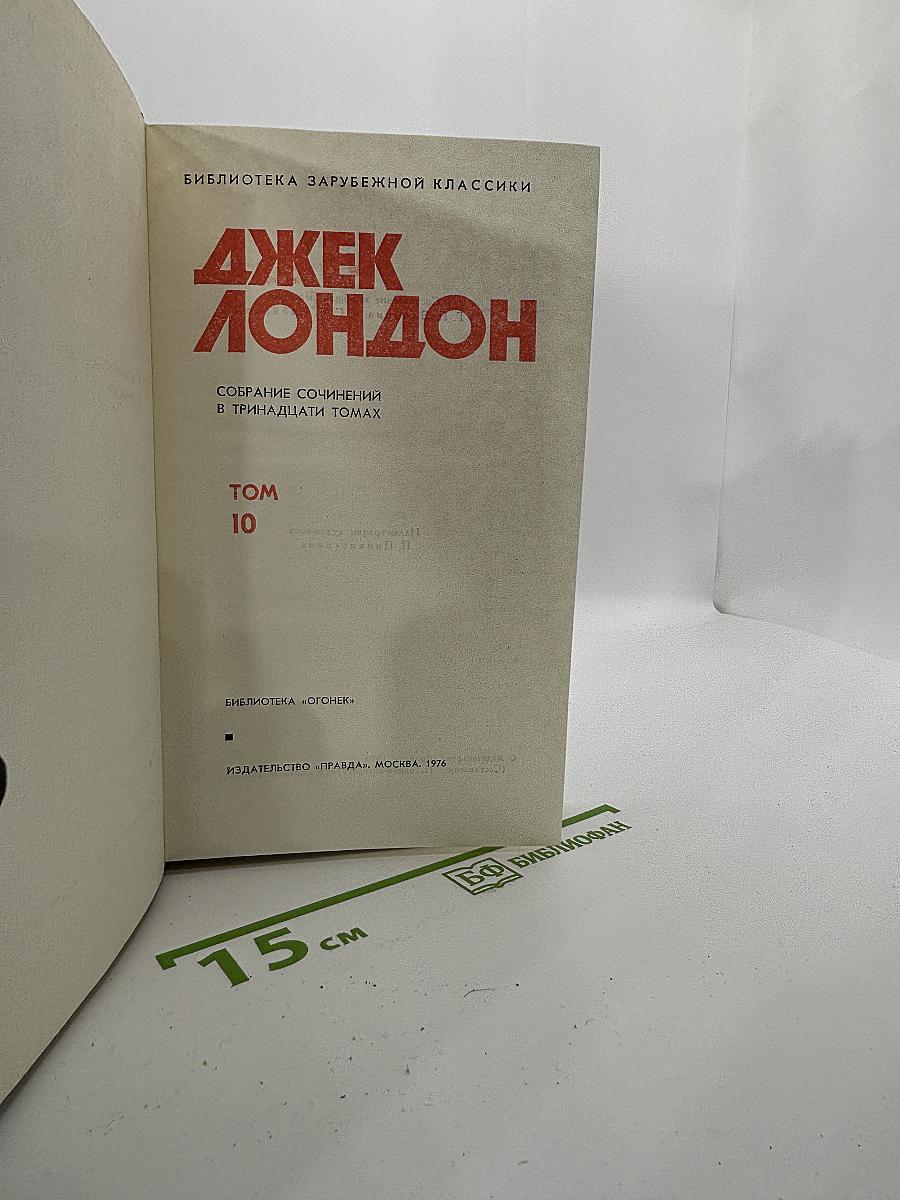 БИБЛИОТЕКА ЗАРУБЕЖНОЙ КЛАССИКИ
ДЖЕК
ЛОНДОН
СОБРАНИЕ СОЧИНЕНИЙ
В ТРИНАДЦАТИ ТОМАХ
ТОМ
10
БИБЛИОТЕКА «ОГОНЕК»
ИЗДАТЕЛЬСТВО «ПРАВДА». МОСКВА. 1976
БФ БИБЛИОФАН
15 см